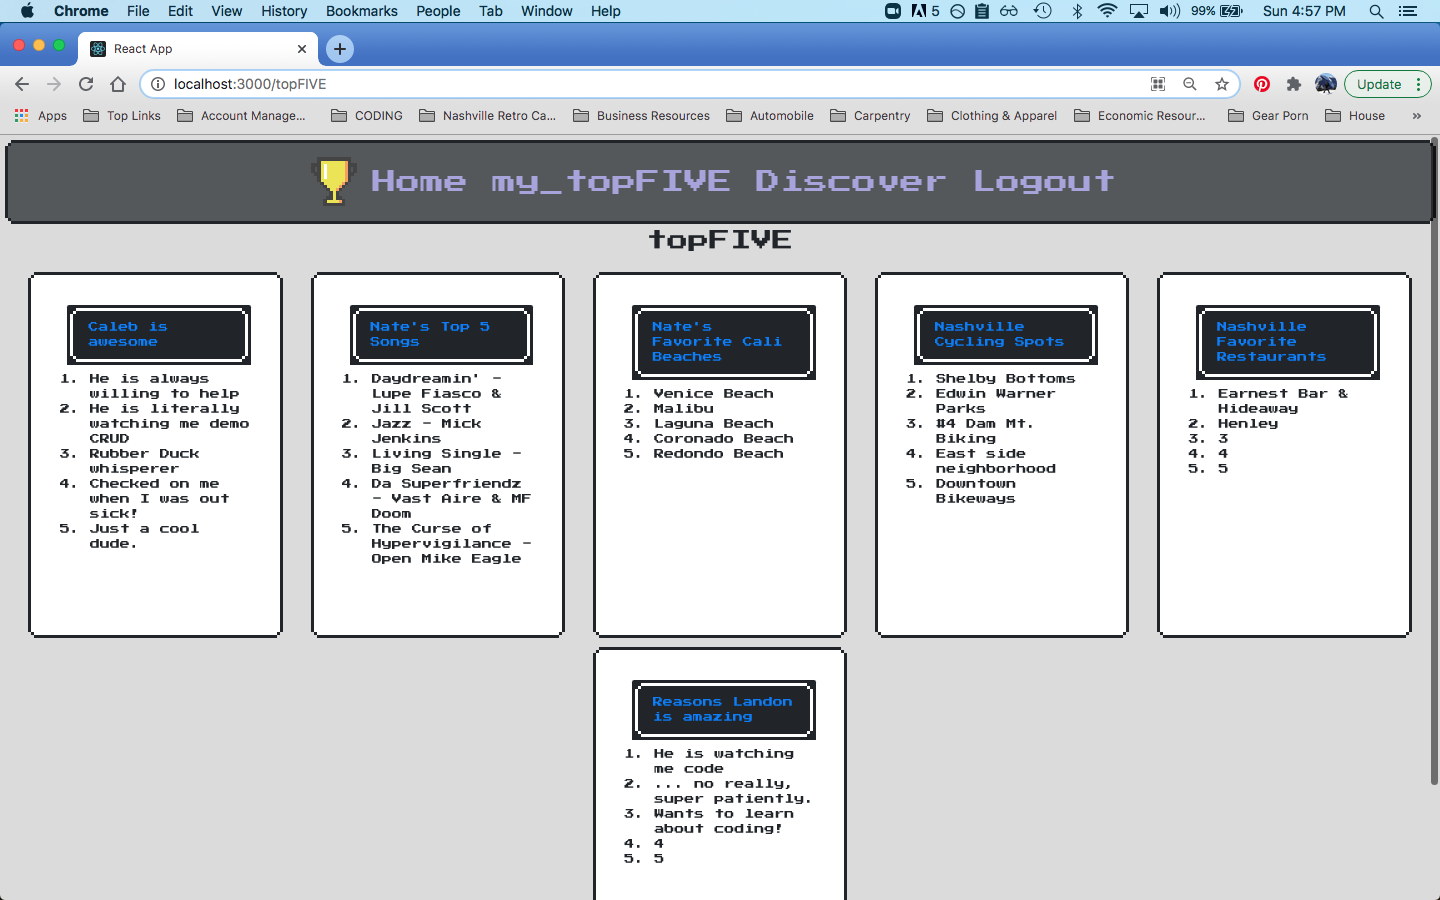 Chrome File Edit View History Bookmarks People Tab Window Help 5 99% Sun 4:57 PM
React App
localhost:3000/topFIVE Update
Apps Top Links Account Manage... CODING Nashville Retro Ca... Business Resources Automobile Carpentry Clothing & Apparel Economic Resour... Gear Porn House »
Home my_topFIVE Discover Logout
topFIVE
Caleb is
awesome
1. He is always
willing to help
2. He is literally
watching me demo
CRUD
3. Rubber Duck
whisperer
4. Checked on me
when I was out
sick!
5. Just a cool
dude.
Nate's Top 5
Songs
1. Daydreamin' -
Lupe Fiasco &
Jill Scott
2. Jazz - Mick
Jenkins
3. Living Single -
Big Sean
4. Da Superfriendz
- Vast Aire & MF
Doom
5. The Curse of
Hypervigilance -
Open Mike Eagle
Nate's
Favorite Cali
Beaches
1. Venice Beach
2. Malibu
3. Laguna Beach
4. Coronado Beach
5. Redondo Beach
Nashville
Cycling Spots
1. Shelby Bottoms
2. Edwin Warner
Parks
3. #4 Dam Mt.
Biking
4. East side
neighborhood
5. Downtown
Bikeways
Nashville
Favorite
Restaurants
1. Earnest Bar &
Hideaway
2. Henley
3. 3
4. 4
5. 5
Reasons Landon
is amazing
1. He is watching
me code
2. ... no really,
super patiently.
3. Wants to learn
about coding!
4. 4
5. 5